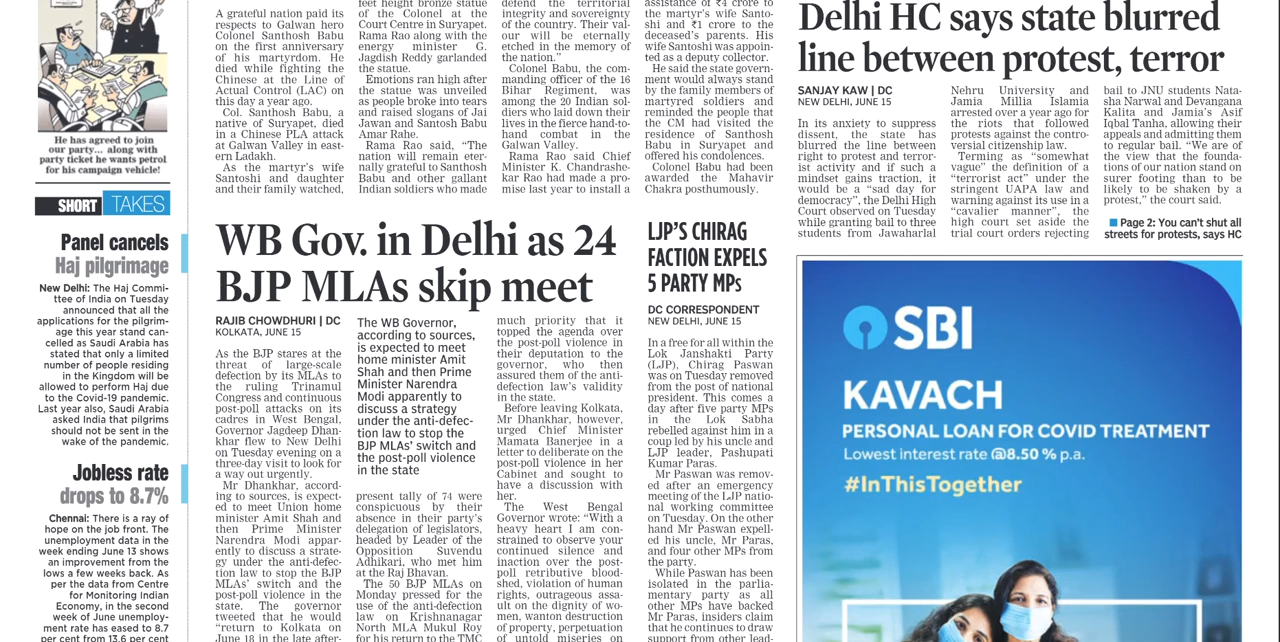 He has agreed to join
our party... along with
party ticket he wants petrol
for his campaign vehicle!
SHORT TAKES
Panel cancels
Haj pilgrimage
New Delhi: The Haj Commi-
ttee of India on Tuesday
announced that all the
applications for the pilgrim-
age this year stand can-
celled as Saudi Arabia has
stated that only a limited
number of people residing
in the Kingdom will be
allowed to perform Haj due
to the Covid-19 pandemic.
Last year also, Saudi Arabia
asked India that pilgrims
should not be sent in the
wake of the pandemic.
Jobless rate
drops to 8.7%
Chennai: There is a ray of
hope on the job front. The
unemployment data in the
week ending June 13 shows
an improvement from the
lows a few weeks back. As
per the data from Centre
for Monitoring Indian
Economy, in the second
week of June unemploy-
ment rate has eased to 8.7
per cent from 13.6 per cent
A grateful nation paid its
respects to Galwan hero
Colonel Santhosh Babu
on the first anniversary
of his martyrdom. He
died while fighting the
Chinese at the Line of
Actual Control (LAC) on
this day a year ago.
Col. Santhosh Babu, a
native of Suryapet, died
in a Chinese PLA attack
at Galwan Valley in east-
ern Ladakh.
As the martyr's wife
Santoshi and daughter
and their family watched,
feet height bronze statue
of the Colonel at the
Court Centre in Suryapet.
Rama Rao along with the
energy minister G.
Jagdish Reddy garlanded
the statue.
Emotions ran high after
the statue was unveiled
as people broke into tears
and raised slogans of Jai
Jawan and Santosh Babu
Amar Rahe.
Rama Rao said, "The
nation will remain eter-
nally grateful to Santosh
Babu and other gallant
Indian soldiers who made
defend the territorial
integrity and sovereignty
of the country. Their val-
our will be eternally
etched in the memory of
the nation."
Colonel Babu, the com-
manding officer of the 16
Bihar Regiment, was
among the 20 Indian sol-
diers who laid down their
lives in the fierce hand-to-
hand combat in the
Galwan Valley.
Rama Rao said Chief
Minister K. Chandrashe-
kar Rao had made a pro-
mise last year to install a
assistance of ₹4 crore to
the martyr's wife Santo-
shi and ₹1 crore to the
deceased's parents. His
wife Santoshi was appoin-
ted as a deputy collector.
He said the state govern-
ment would always stand
by the family members of
martyred soldiers and
reminded the people that
the CM had visited the
residence of Santhosh
Babu in Suryapet and
offered his condolences.
Colonel Babu had been
awarded the Mahavir
Chakra posthumously.
WB Gov. in Delhi as 24
BJP MLAs skip meet
RAJIB CHOWDHURI | DC
KOLKATA, JUNE 15
As the BJP stares at the
threat of large-scale
defection by its MLAs to
the ruling Trinamul
Congress and continuous
post-poll attacks on its
cadres in West Bengal,
Governor Jagdeep Dhan-
khar flew to New Delhi
on Tuesday evening on a
three-day visit to look for
a way out urgently.
Mr Dhankhar, accord-
ing to sources, is expect-
ed to meet Union home
minister Amit Shah and
then Prime Minister
Narendra Modi appar-
ently to discuss a strate-
gy under the anti-defec-
tion law to stop the BJP
MLAs' switch and the
post-poll violence in the
state. The governor
tweeted that he would
"return to Kolkata on
June 18 in the late after-
The WB Governor,
according to sources,
is expected to meet
home minister Amit
Shah and then Prime
Minister Narendra
Modi apparently to
discuss a strategy
under the anti-defec-
tion law to stop the
BJP MLAs' switch and
the post-poll violence
in the state
present tally of 74 were
conspicuous by their
absence in their party's
delegation of legislators,
headed by Leader of the
Opposition Suvendu
Adhikari, who met him
at the Raj Bhavan.
The 50 BJP MLAs on
Monday pressed for the
use of the anti-defection
law on Krishnanagar
North MLA Mukul Roy
for his return to the TMC
much priority that it
topped the agenda over
the post-poll violence in
their deputation to the
governor, who then
assured them of the anti-
defection law's validity
in the state.
Before leaving Kolkata,
Mr Dhankhar, however,
urged Chief Minister
Mamata Banerjee in a
letter to deliberate on the
post-poll violence in her
Cabinet and sought to
have a discussion with
her.
The West Bengal
Governor wrote: "With a
heavy heart I am con-
strained to observe your
continued silence and
inaction over the post-
poll retributive blood-
shed, violation of human
rights, outrageous assa-
ult on the dignity of wo-
men, wanton destruction
of property, perpetuation
of untold miseries on
LJP'S CHIRAG
FACTION EXPELS
5 PARTY MPs
DC CORRESPONDENT
NEW DELHI, JUNE 15
In a free for all within the
Lok Janshakti Party
(LJP), Chirag Paswan
was on Tuesday removed
from the post of national
president. This comes a
day after five party MPs
in the Lok Sabha
rebelled against him in a
coup led by his uncle and
LJP leader, Pashupati
Kumar Paras.
Mr Paswan was remov-
ed after an emergency
meeting of the LJP natio-
nal working committee
on Tuesday. On the other
hand Mr Paswan expell-
ed his uncle, Mr Paras,
and four other MPs from
the party.
While Paswan has been
isolated in the parlia-
mentary party as all
other MPs have backed
Mr Paras, insiders claim
that he continues to draw
support from other lead-
Delhi HC says state blurred
line between protest, terror
SANJAY KAW | DC
NEW DELHI, JUNE 15
In its anxiety to suppress
dissent, the state has
blurred the line between
right to protest and terror-
ist activity and if such a
mindset gains traction, it
would be a "sad day for
democracy", the Delhi High
Court observed on Tuesday
while granting bail to three
students from Jawaharlal
Nehru University and
Jamia Millia Islamia
arrested over a year ago for
the riots that followed
protests against the contro-
versial citizenship law.
Terming as "somewhat
vague" the definition of a
"terrorist act" under the
stringent UAPA law and
warning against its use in a
"cavalier manner", the
high court set aside the
trial court orders rejecting
bail to JNU students Nata-
sha Narwal and Devangana
Kalita and Jamia's Asif
Iqbal Tanha, allowing their
appeals and admitting them
to regular bail. "We are of
the view that the founda-
tions of our nation stand on
surer footing than to be
likely to be shaken by a
protest," the court said.
Page 2: You can't shut all
streets for protests, says HC
SBI
KAVACH
PERSONAL LOAN FOR COVID TREATMENT
Lowest interest rate @8.50 % p.a.
#InThisTogether